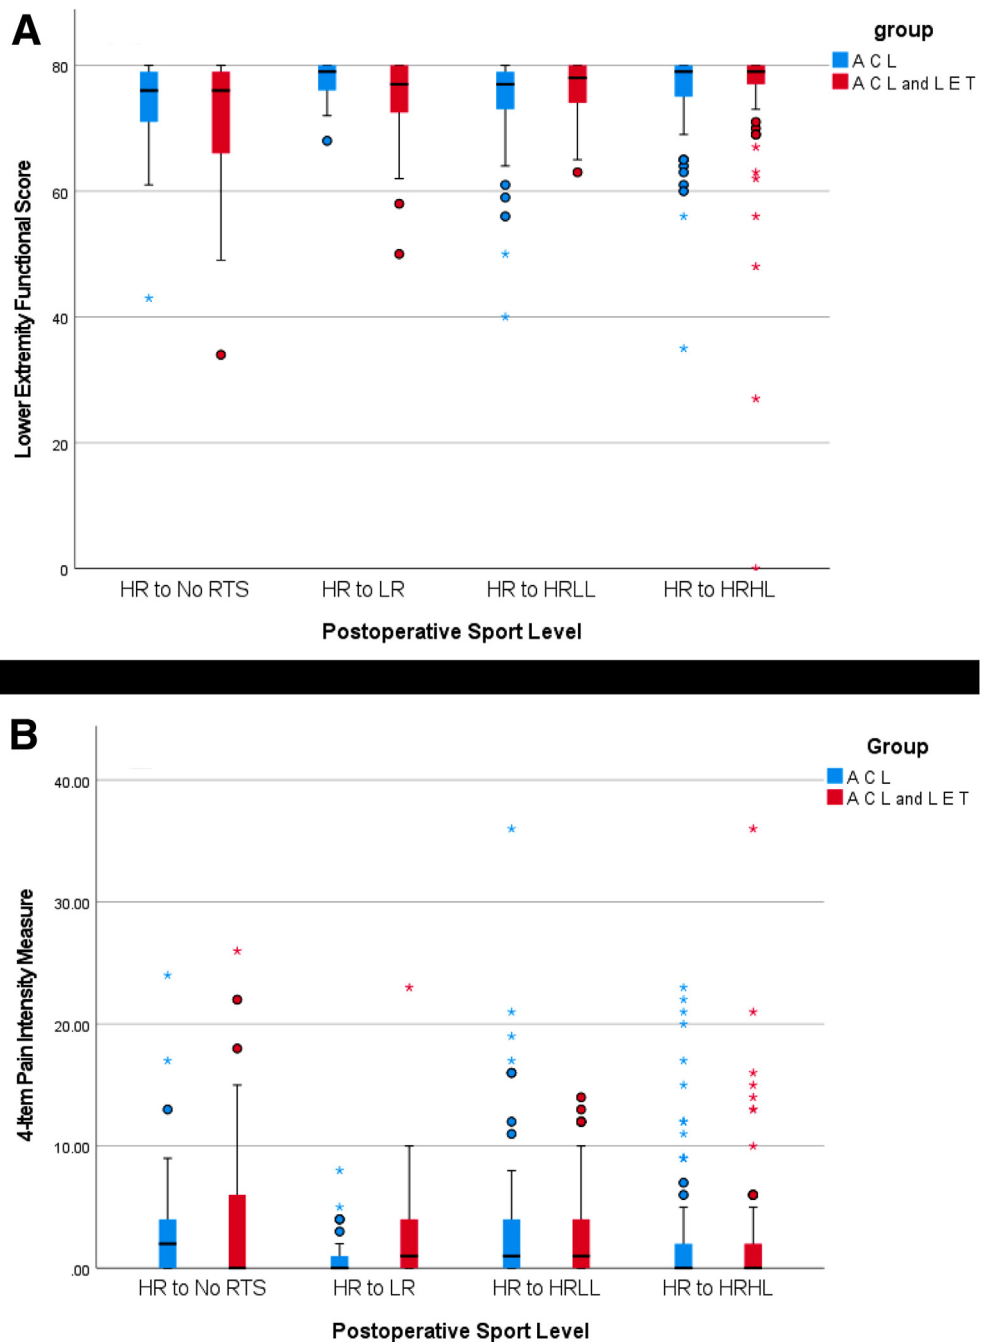 A
group
A C L
A C L and L E T
80
60
40
20
0
Lower Extremity Functional Score
HR to No RTS HR to LR HR to HRLL HR to HRHL
Postoperative Sport Level
B
Group
A C L
A C L and L E T
40.00
30.00
20.00
10.00
.00
4-Item Pain Intensity Measure
HR to No RTS HR to LR HR to HRLL HR to HRHL
Postoperative Sport Level